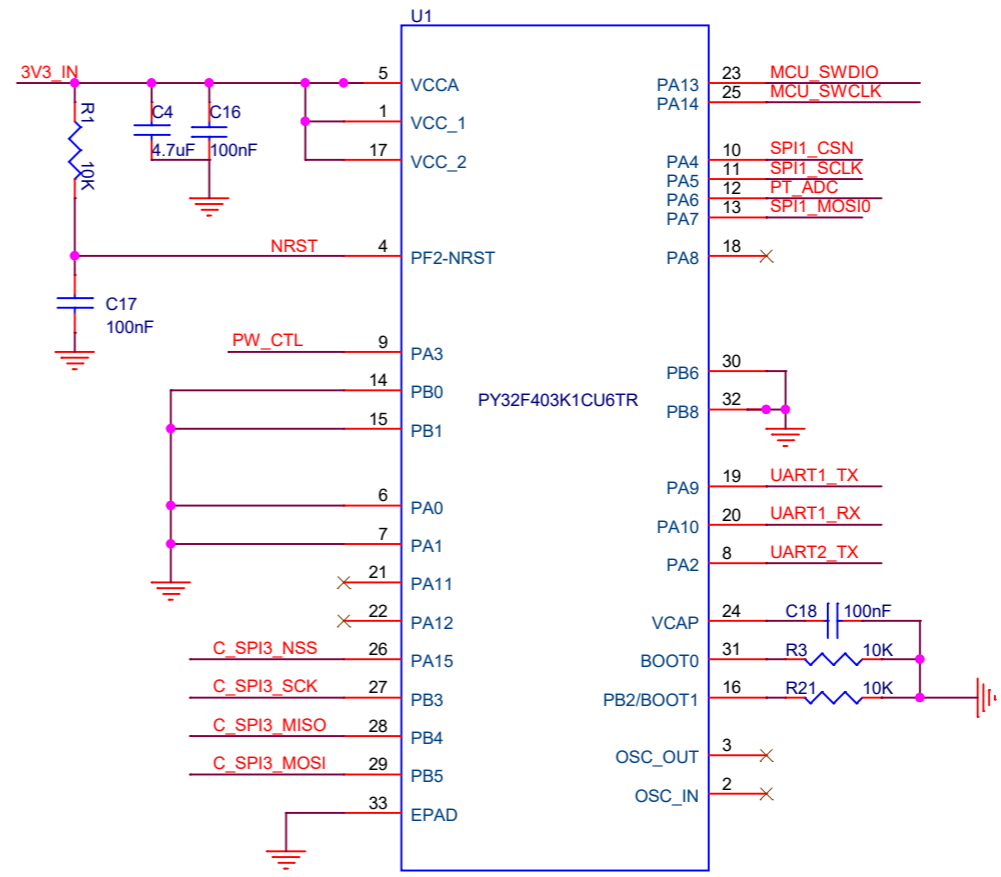 U1
3V3_IN
R1
10K
C4
4.7uF
C16
100nF
NRST
C17
100nF
PW_CTL
C_SPI3_NSS
C_SPI3_SCK
C_SPI3_MISO
C_SPI3_MOSI
5 VCCA
1 VCC_1
17 VCC_2
4 PF2-NRST
9 PA3
14 PB0
15 PB1
6 PA0
7 PA1
21 PA11
22 PA12
26 PA15
27 PB3
28 PB4
29 PB5
33 EPAD
PY32F403K1CU6TR
PA13 23 MCU_SWDIO
PA14 25 MCU_SWCLK
PA4 10 SPI1_CSN
PA5 11 SPI1_SCLK
PA6 12 PT_ADC
PA7 13 SPI1_MOSI0
PA8 18
PB6 30
PB8 32
PA9 19 UART1_TX
PA10 20 UART1_RX
PA2 8 UART2_TX
VCAP 24 C18 100nF
BOOT0 31 R3 10K
PB2/BOOT1 16 R21 10K
OSC_OUT 3
OSC_IN 2